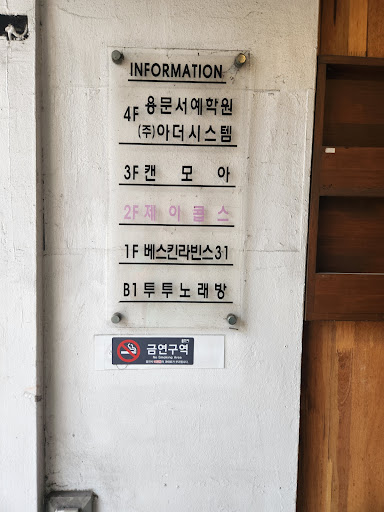 INFORMATION
4F 용문서예학원
(주)아더시스템
3F 캔모아
2F 제이콜스
1F 베스킨라빈스31
B1 투투노래방
금연구역
No Smoking Area